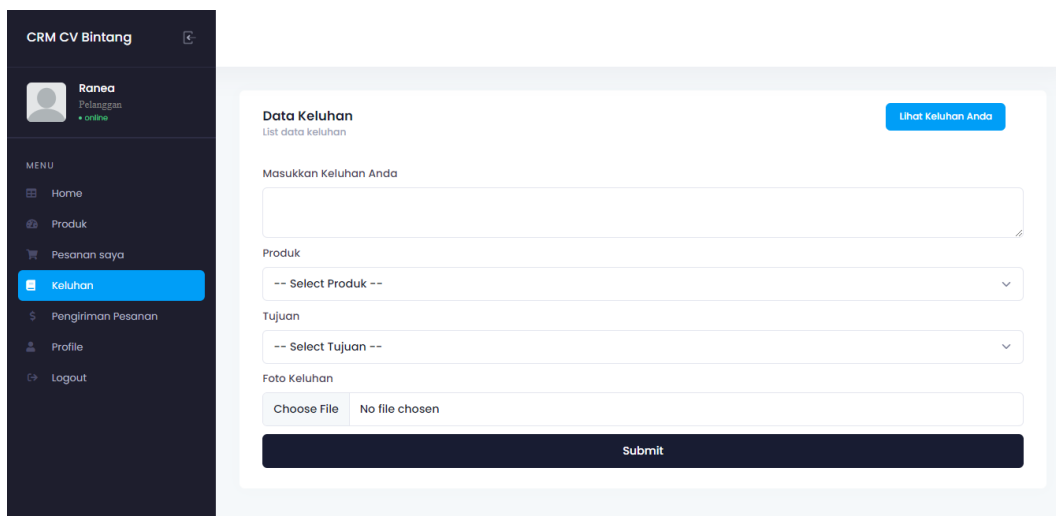 CRM CV Bintang
Ranea
Pelanggan
• online
MENU
Home
Produk
Pesanan saya
Keluhan
Pengiriman Pesanan
Profile
Logout
Data Keluhan
List data keluhan
Lihat Keluhan Anda
Masukkan Keluhan Anda
Produk
-- Select Produk --
Tujuan
-- Select Tujuan --
Foto Keluhan
Choose File No file chosen
Submit